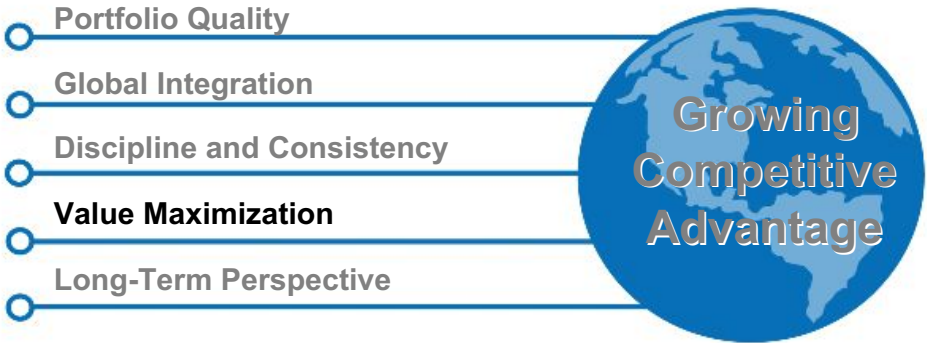 Portfolio Quality
Global Integration
Discipline and Consistency
Value Maximization
Long-Term Perspective
Growing
Competitive
Advantage